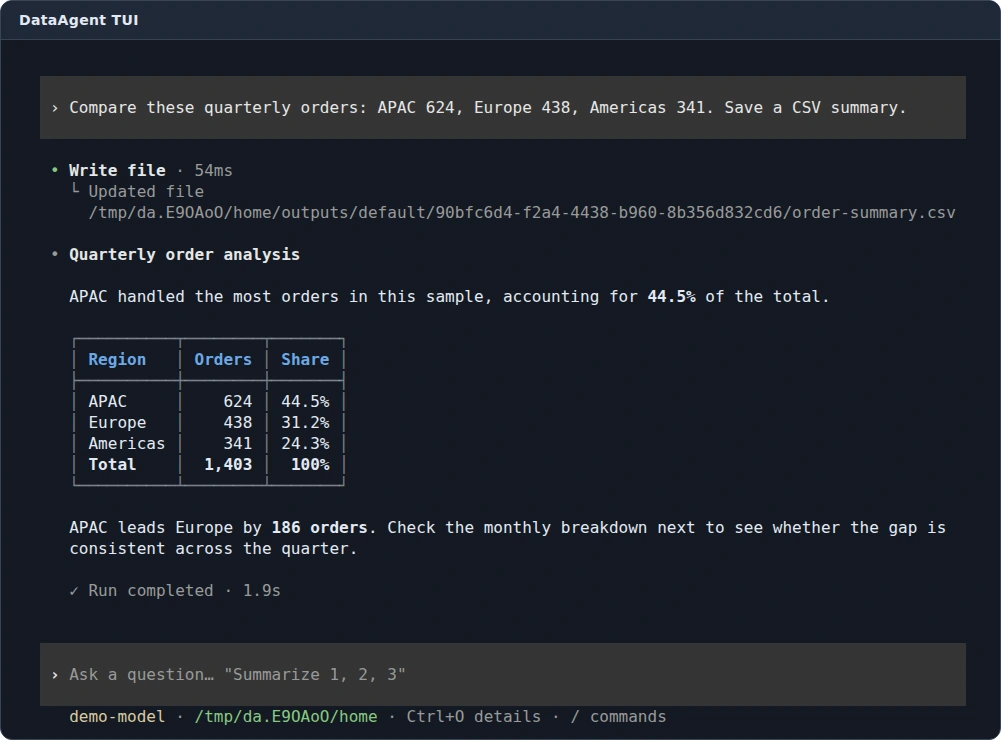 DataAgent TUI
› Compare these quarterly orders: APAC 624, Europe 438, Americas 341. Save a CSV summary.
• Write file · 54ms
└ Updated file
/tmp/da.E9OAoO/home/outputs/default/90bfc6d4-f2a4-4438-b960-8b356d832cd6/order-summary.csv
• Quarterly order analysis
APAC handled the most orders in this sample, accounting for 44.5% of the total.
Region Orders Share
APAC 624 44.5%
Europe 438 31.2%
Americas 341 24.3%
Total 1,403 100%
APAC leads Europe by 186 orders. Check the monthly breakdown next to see whether the gap is
consistent across the quarter.
✓ Run completed · 1.9s
› Ask a question… "Summarize 1, 2, 3"
demo-model · /tmp/da.E9OAoO/home · Ctrl+O details · / commands